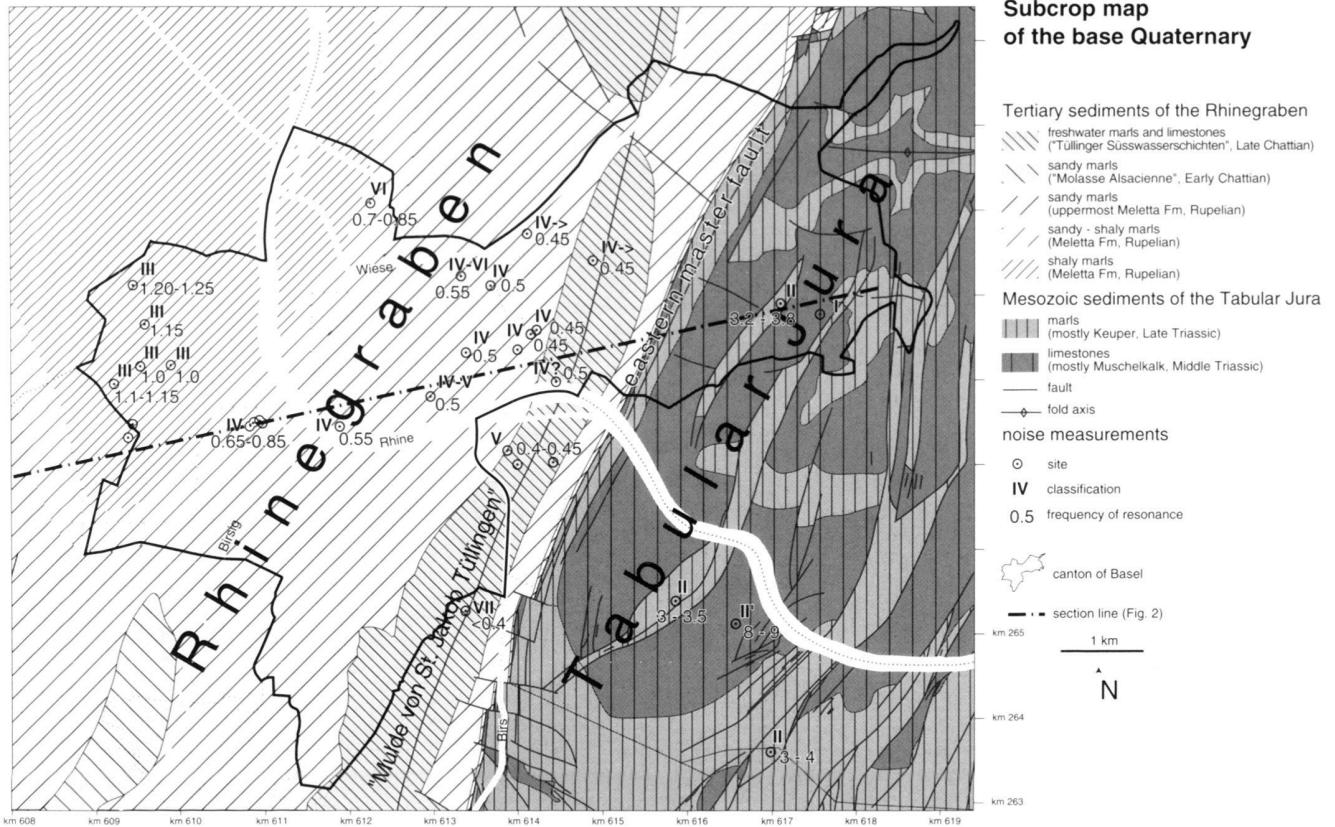 Subcrop map
of the base Quaternary
Tertiary sediments of the Rhinegraben
freshwater marls and limestones
("Tüllinger Süsswasserschichten", Late Chattian)
sandy marls
("Molasse Alsacienne", Early Chattian)
sandy marls
(uppermost Meletta Fm, Rupelian)
sandy - shaly marls
(Meletta Fm, Rupelian)
shaly marls
(Meletta Fm, Rupelian)
Mesozoic sediments of the Tabular Jura
marls
(mostly Keuper, Late Triassic)
limestones
(mostly Muschelkalk, Middle Triassic)
fault
fold axis
noise measurements
site
IV classification
0.5 frequency of resonance
canton of Basel
section line (Fig. 2)
1 km
N
Rhinegraben
Tabular Jura
eastern master fault
"Mulde von St. Jakob Tüllingen"
Wiese
Rhine
Birsig
Birs
VI
0.7-0.85
III
1.20-1.25
III
1.15
III
1.0
III
1.0
III
1.1-1.15
IV
0.65-0.85
IV
0.55
IV->
0.45
IV->
0.45
IV-VI
0.55
IV
0.5
IV
0.45
IV
0.45
IV
0.5
IV?
0.5
IV-V
0.5
V
0.4-0.45
VII
<0.4
II
3.2 - 3.8
II
3 - 3.5
II'
8 - 9
II
3 - 4
km 265
km 264
km 263
km 608
km 609
km 610
km 611
km 612
km 613
km 614
km 615
km 616
km 617
km 618
km 619